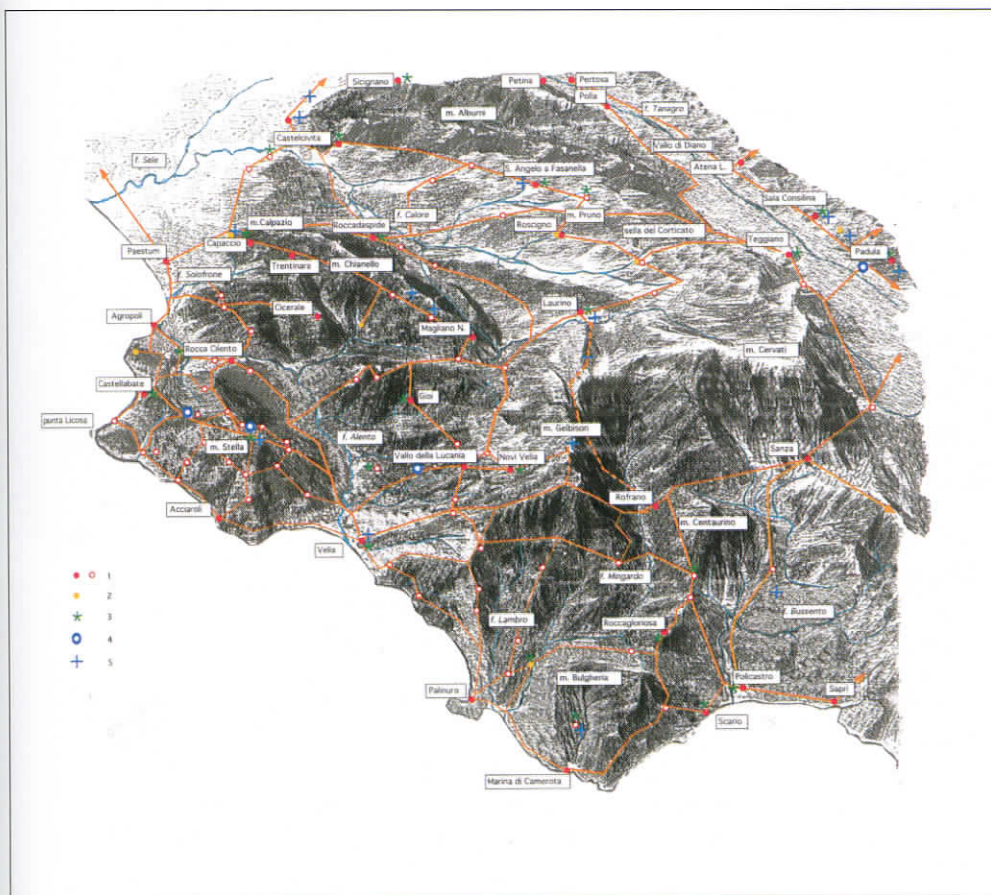 Sicignano
Petina
Pertosa
Polla
f. Tanagro
m. Alburni
Castelcivita
Vallo di Diano
f. Sele
Atena L.
S. Angelo a Fasanella
Sala Consilina
m.Calpazio
Roccadaspide
f. Calore
Roscigno
m. Pruno
sella del Corticato
Teggiano
Padula
Paestum
Capaccio
Trentinara
m. Chianello
f. Solofrone
Cicerale
Laurino
Agropoli
Magliano N.
Rocca Cilento
m. Cervati
Castellabate
Gioi
punta Licosa
m. Stella
f. Alento
m. Gelbison
Vallo della Lucania
Novi Velia
Sanza
Acciaroli
Rofrano
m. Centaurino
Velia
f. Mingardo
f. Bussento
f. Lambro
Roccagloriosa
m. Bulgheria
Policastro
Palinuro
Sapri
Scario
Marina di Camerota
1
2
3
4
5